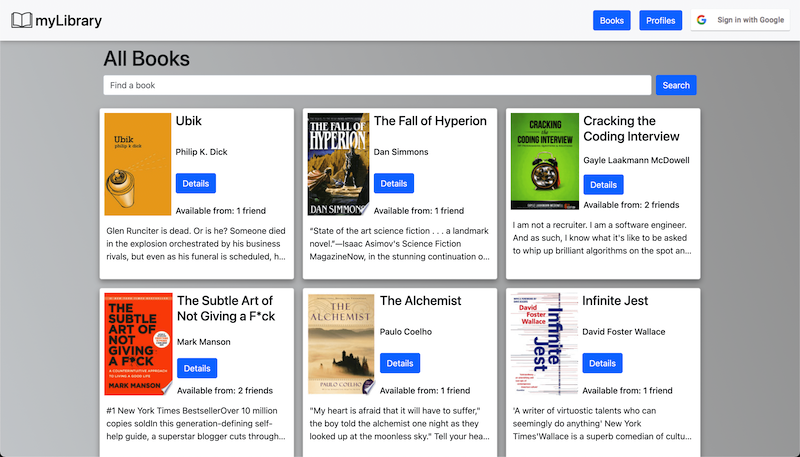 myLibrary
Books
Profiles
Sign in with Google
All Books
Find a book
Search
Ubik
philip k dick
Ubik
Philip K. Dick
Details
Available from: 1 friend
Glen Runciter is dead. Or is he? Someone died
in the explosion orchestrated by his business
rivals, but even as his funeral is scheduled, h...
THE FALL OF
HYPERION
DAN SIMMONS
The Fall of Hyperion
Dan Simmons
Details
Available from: 1 friend
"State of the art science fiction . . . a landmark
novel."—Isaac Asimov's Science Fiction
MagazineNow, in the stunning continuation o...
CRACKING
the
CODING INTERVIEW
GAYLE LAAKMANN MCDOWELL
Cracking the
Coding Interview
Gayle Laakmann McDowell
Details
Available from: 2 friends
I am not a recruiter. I am a software engineer.
And as such, I know what it's like to be asked
to whip up brilliant algorithms on the spot an...
THE
SUBTLE ART
OF NOT
GIVING
A F*CK
A COUNTERINTUITIVE APPROACH
TO LIVING A GOOD LIFE
MARK MANSON
The Subtle Art of
Not Giving a F*ck
Mark Manson
Details
Available from: 2 friends
#1 New York Times BestsellerOver 10 million
copies soldIn this generation-defining self-
help guide, a superstar blogger cuts through...
THE
ALCHEMIST
PAULO COELHO
The Alchemist
Paulo Coelho
Details
Available from: 1 friend
"My heart is afraid that it will have to suffer,"
the boy told the alchemist one night as they
looked up at the moonless sky." Tell your hea...
David
Foster
Wallace
Infinite
Jest
Infinite Jest
David Foster Wallace
Details
Available from: 1 friend
'A writer of virtuostic talents who can
seemingly do anything' New York
Times'Wallace is a superb comedian of cultu...